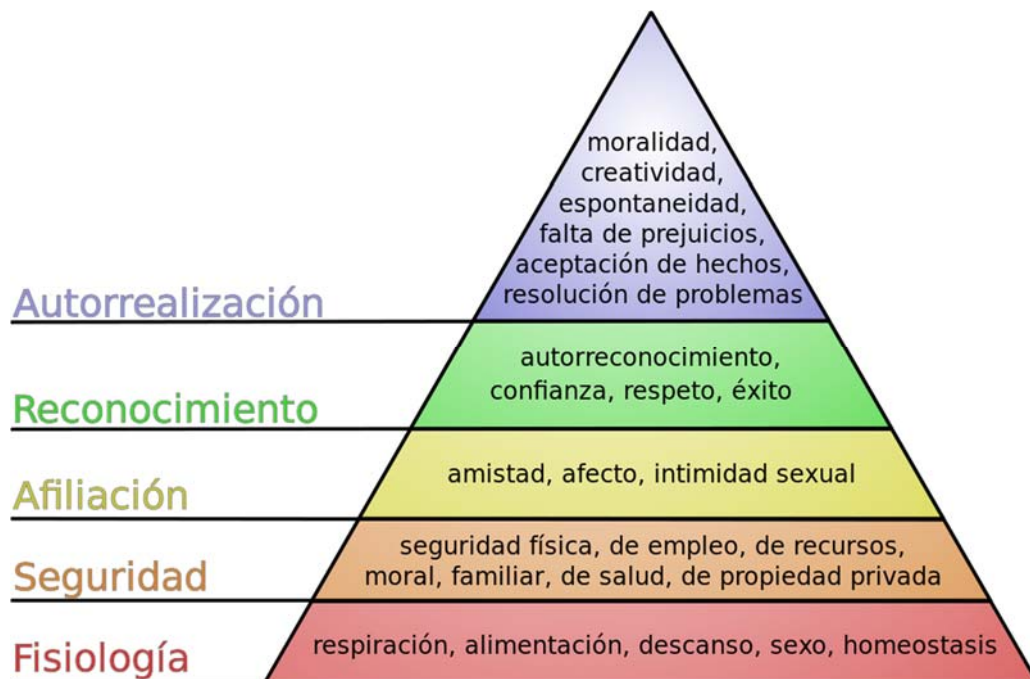 moralidad,
creatividad,
espontaneidad,
falta de prejuicios,
aceptación de hechos,
resolución de problemas
Autorrealización
autorreconocimiento,
confianza, respeto, éxito
Reconocimiento
amistad, afecto, intimidad sexual
Afiliación
seguridad física, de empleo, de recursos,
moral, familiar, de salud, de propiedad privada
Seguridad
respiración, alimentación, descanso, sexo, homeostasis
Fisiología